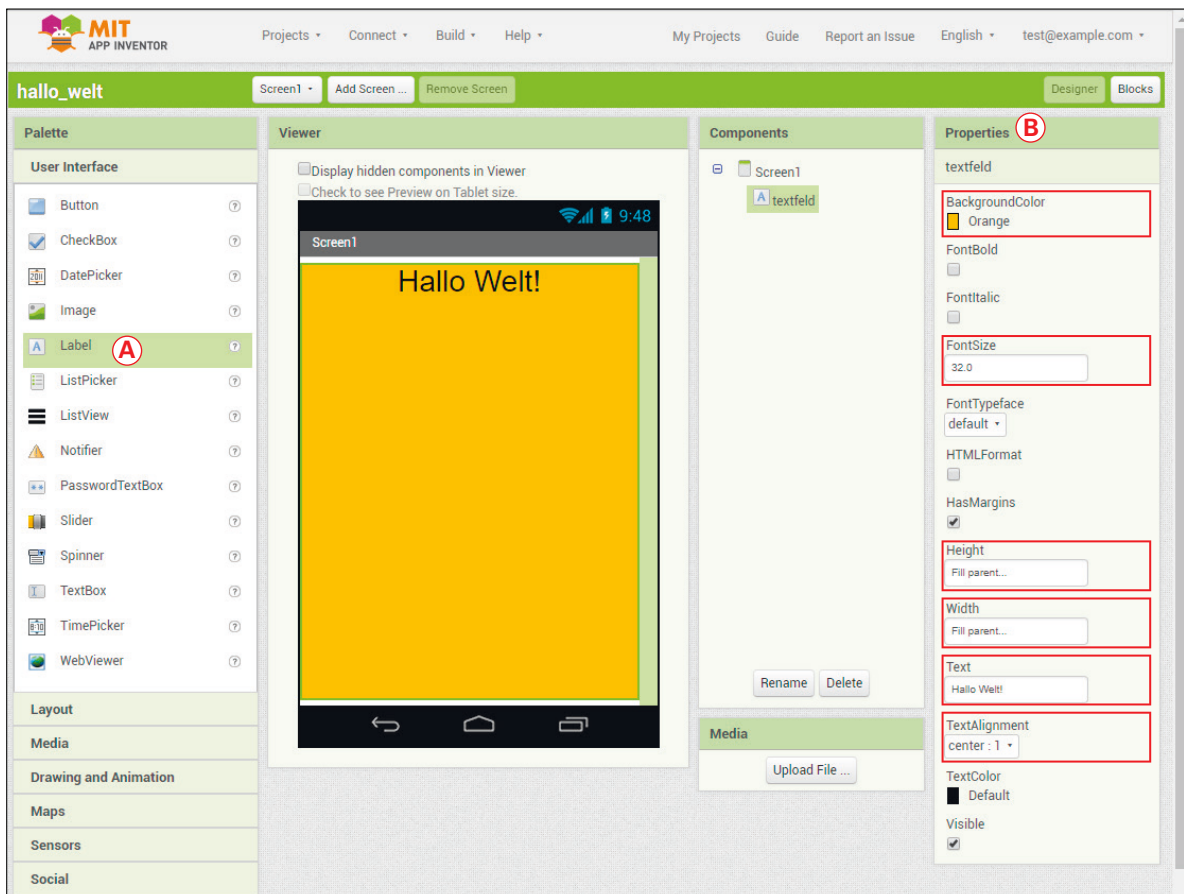 MIT
APP INVENTOR
Projects
Connect
Build
Help
My Projects
Guide
Report an Issue
English
test@example.com
hallo_welt
Screen1
Add Screen ...
Remove Screen
Designer
Blocks
Palette
User Interface
Button
CheckBox
DatePicker
Image
Label
A
ListPicker
ListView
Notifier
PasswordTextBox
Slider
Spinner
TextBox
TimePicker
WebViewer
Layout
Media
Drawing and Animation
Maps
Sensors
Social
Viewer
Display hidden components in Viewer
Check to see Preview on Tablet size.
9:48
Screen1
Hallo Welt!
Components
Screen1
A textfeld
Rename
Delete
Media
Upload File ...
Properties
B
textfeld
BackgroundColor
Orange
FontBold
FontItalic
FontSize
32.0
FontTypeface
default
HTMLFormat
HasMargins
Height
Fill parent...
Width
Fill parent...
Text
Hallo Welt!
TextAlignment
center : 1
TextColor
Default
Visible